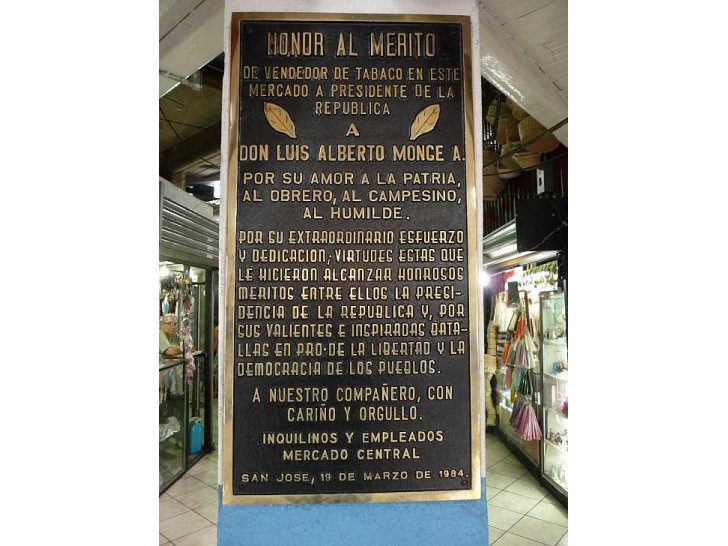 HONOR AL MERITO
DE VENDEDOR DE TABACO EN ESTE
MERCADO A PRESIDENTE DE LA
REPUBLICA
A
DON LUIS ALBERTO MONGE A.
POR SU AMOR A LA PATRIA,
AL OBRERO, AL CAMPESINO,
AL HUMILDE.
POR SU EXTRAORDINARIO ESFUERZO
Y DEDICACION; VIRTUDES ESTAS QUE
LE HICIERON ALCANZAR HONROSOS
MERITOS ENTRE ELLOS LA PRESI-
DENCIA DE LA REPUBLICA Y, POR
SUS VALIENTES E INSPIRADAS BATA-
LLAS EN PRO-DE LA LIBERTAD Y LA
DEMOCRACIA DE LOS PUEBLOS.
A NUESTRO COMPAÑERO, CON
CARIÑO Y ORGULLO.
INQUILINOS Y EMPLEADOS
MERCADO CENTRAL
SAN JOSE, 19 DE MARZO DE 1984.